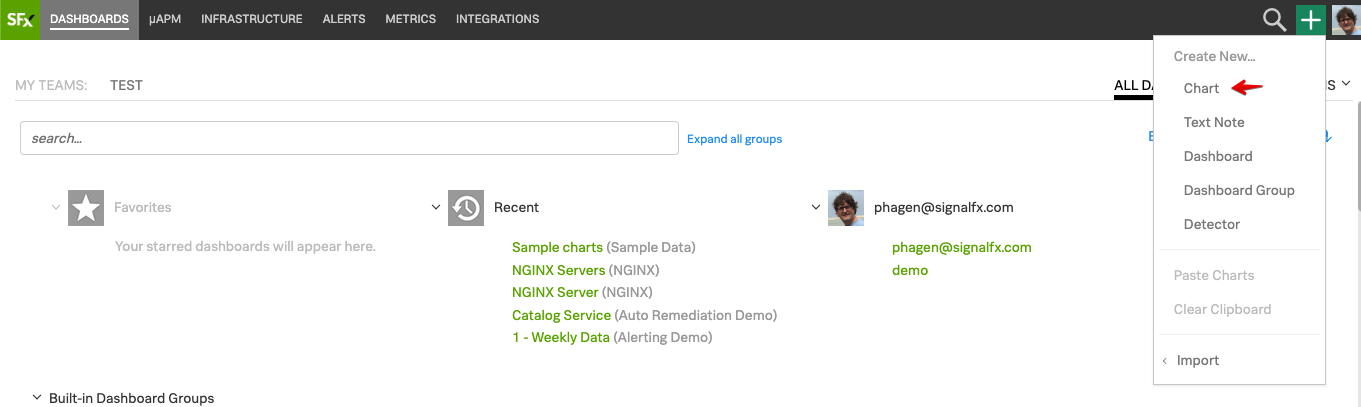 SFx DASHBOARDS µAPM INFRASTRUCTURE ALERTS METRICS INTEGRATIONS
Create New...
Chart
Text Note
Dashboard
Dashboard Group
Detector
Paste Charts
Clear Clipboard
Import
MY TEAMS: TEST
ALL DA
S
search...
Expand all groups
Favorites
Your starred dashboards will appear here.
Recent
Sample charts (Sample Data)
NGINX Servers (NGINX)
NGINX Server (NGINX)
Catalog Service (Auto Remediation Demo)
1 - Weekly Data (Alerting Demo)
phagen@signalfx.com
phagen@signalfx.com
demo
Built-in Dashboard Groups